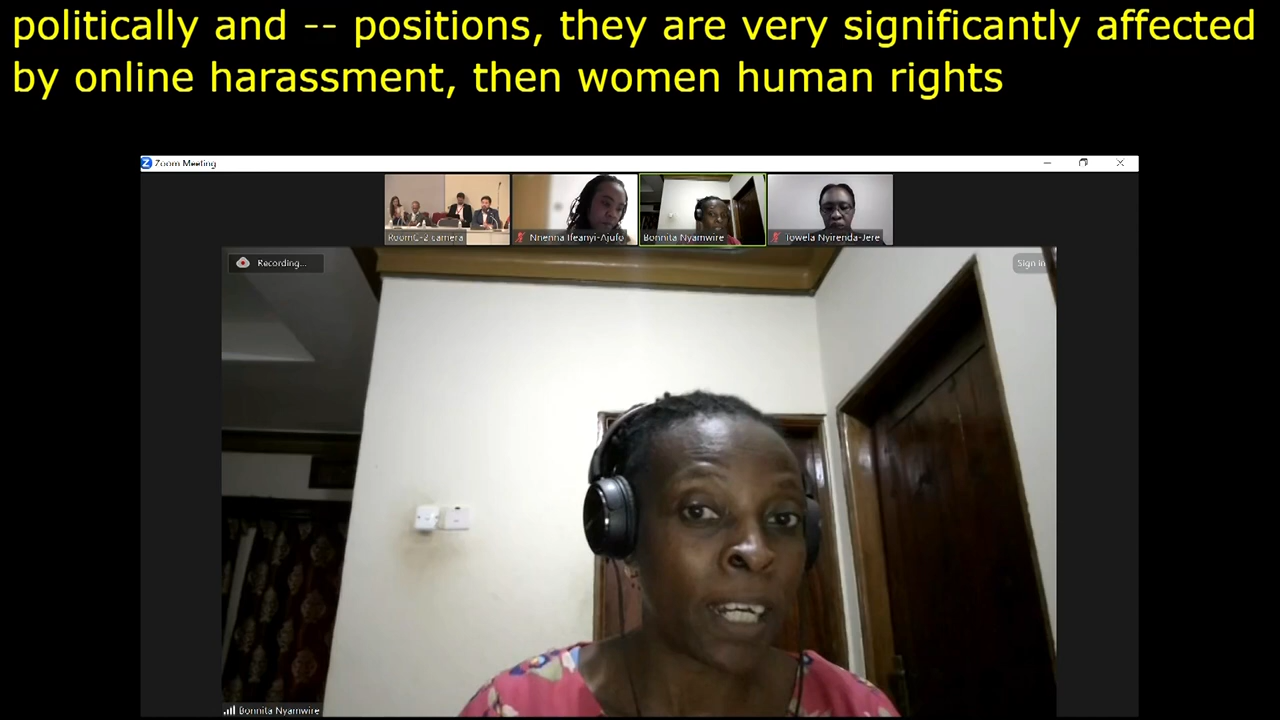 politically and -- positions, they are very significantly affected
by online harassment, then women human rights
Zoom Meeting
RoomC-2 camera
Nnenna Ifeanyi-Ajufo
Bonnita Nyamwire
Towela Nyirenda-Jere
Recording...
Sign in
Bonnita Nyamwire